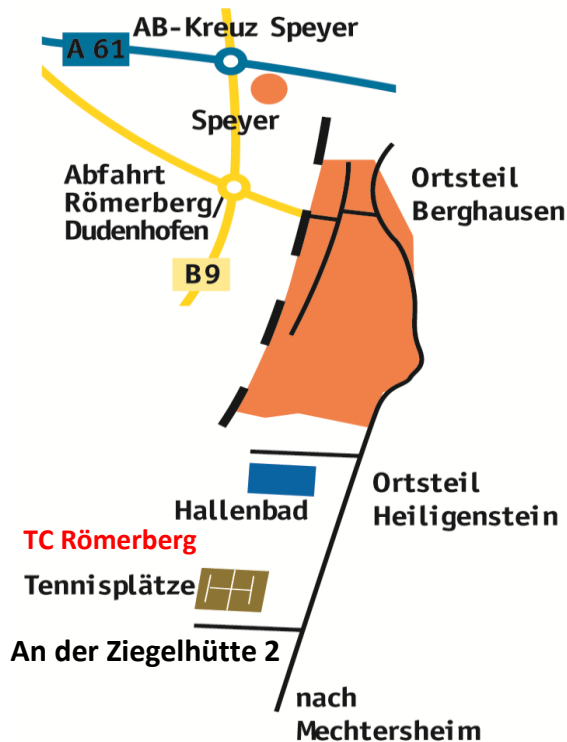 AB-Kreuz Speyer
A 61
Speyer
Abfahrt
Römerberg/
Dudenhofen
Ortsteil
Berghausen
B9
Ortsteil
Heiligenstein
Hallenbad
TC Römerberg
Tennisplätze
An der Ziegelhütte 2
nach
Mechtersheim